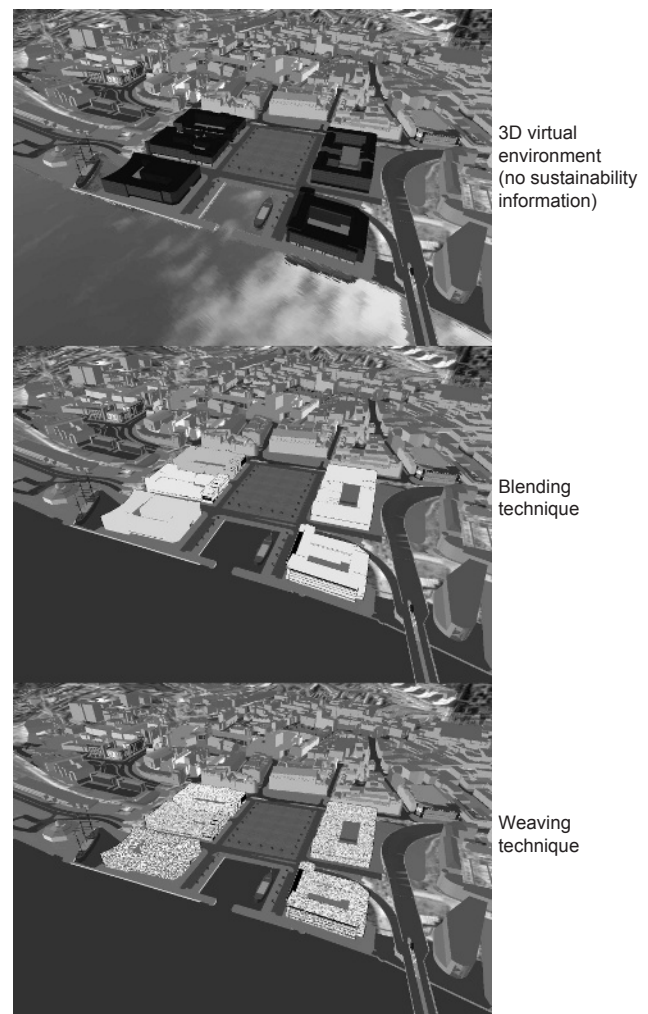 3D virtual
environment
(no sustainability
information)
Blending
technique
Weaving
technique